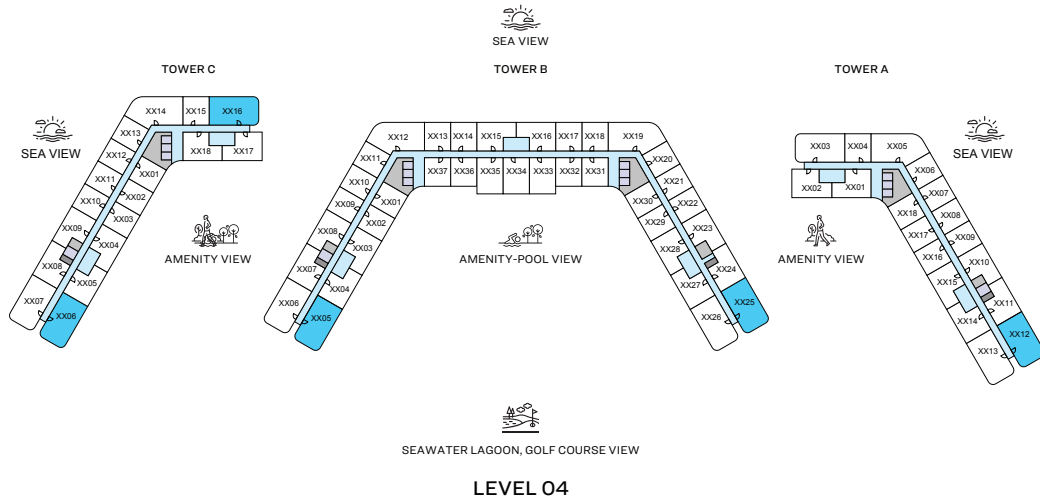 SEA VIEW
TOWER C
TOWER B
TOWER A
SEA VIEW
XX14
XX15
XX16
XX13
XX12
XX11
XX10
XX09
XX08
XX07
XX06
XX05
XX04
XX03
XX02
XX01
XX18
XX17
AMENITY VIEW
XX12
XX13
XX14
XX15
XX16
XX17
XX18
XX19
XX11
XX10
XX09
XX08
XX07
XX06
XX05
XX04
XX03
XX02
XX01
XX37
XX36
XX35
XX34
XX33
XX32
XX31
XX20
XX21
XX22
XX23
XX24
XX25
XX26
XX27
XX28
XX29
XX30
AMENITY-POOL VIEW
SEA VIEW
XX03
XX04
XX05
XX02
XX01
XX06
XX07
XX08
XX09
XX10
XX11
XX12
XX13
XX14
XX15
XX16
XX17
XX18
AMENITY VIEW
SEAWATER LAGOON, GOLF COURSE VIEW
LEVEL 04